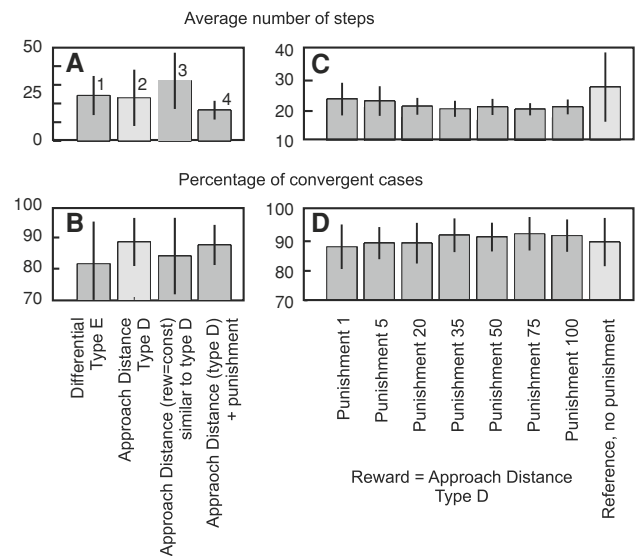 Average number of steps
50
25
0
A
1
2
3
4
40
30
20
10
C
Percentage of convergent cases
100
90
80
70
B
100
90
80
70
D
Differential
Type E
Approach Distance
Type D
Approach Distance (rew=const)
similar to type D
Appraoch Distance (type D)
+ punishment
Punishment 1
Punishment 5
Punishment 20
Punishment 35
Punishment 50
Punishment 75
Punishment 100
Reference, no punishment
Reward = Approach Distance
Type D